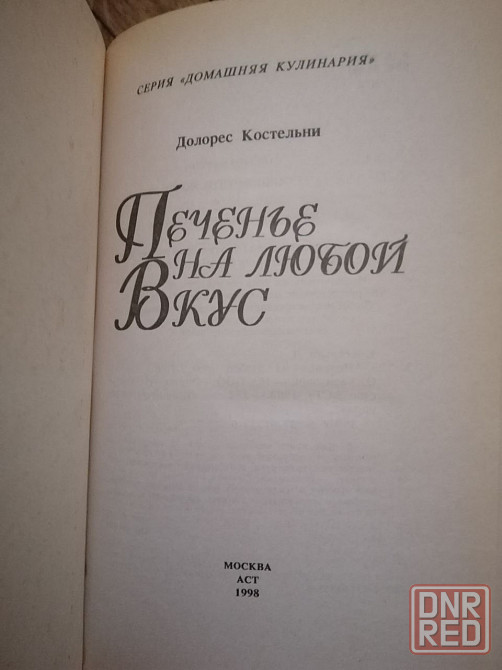 СЕРИЯ «ДОМАШНЯЯ КУЛИНАРИЯ»
Долорес Костельни
ПЕЧЕНЬЕ
НА ЛЮБОЙ
ВКУС
МОСКВА
АСТ
1998
DNR
RED